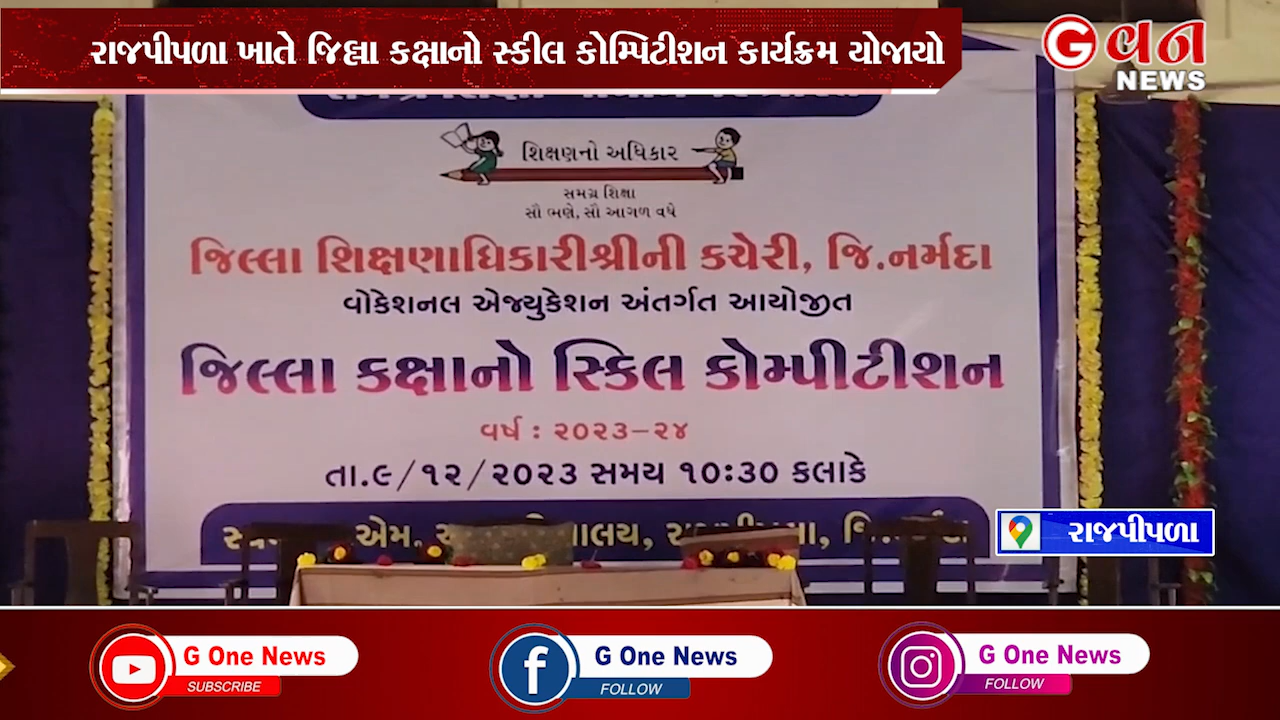 રાજપીપળા ખાતે જિલ્લા કક્ષાનો સ્કીલ કોમ્પિટીશન કાર્યક્રમ યોજાયો
G વન
NEWS
શિક્ષણનો અધિકાર
સમગ્ર શિક્ષા
સૌ ભણે, સૌ આગળ વધે
જિલ્લા શિક્ષણાધિકારીશ્રીની કચેરી, જિ.નર્મદા
વોકેશનલ એજ્યુકેશન અંતર્ગત આયોજીત
જિલ્લા કક્ષાનો સ્કિલ કોમ્પીટીશન
વર્ષ : ૨૦૨૩-૨૪
તા.૯/૧૨/૨૦૨૩ સમય ૧૦:૩૦ કલાકે
એમ.
રાજપીપળા
G One News
SUBSCRIBE
G One News
FOLLOW
G One News
FOLLOW